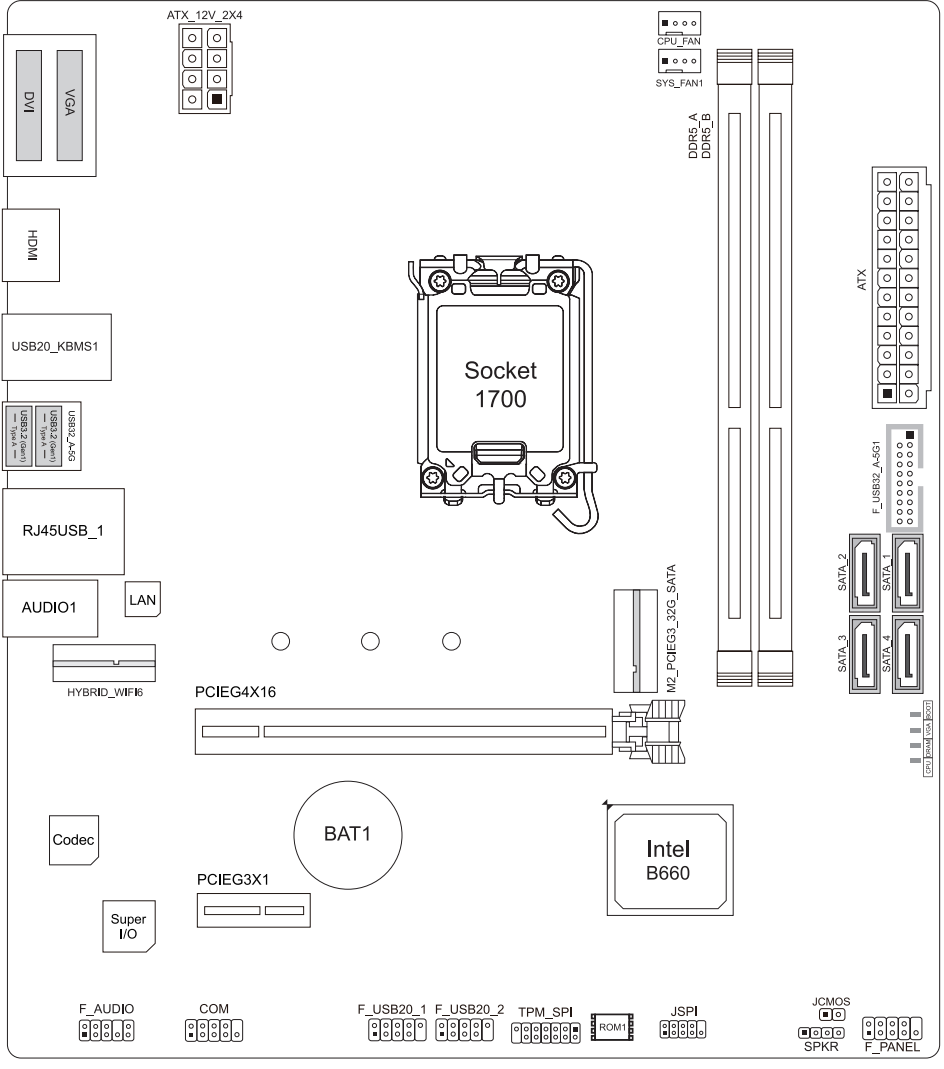 ATX_12V_2X4
CPU_FAN
SYS_FAN1
DVI
VGA
DDR5_A
DDR5_B
HDMI
ATX
USB20_KBMS1
Socket
1700
USB32_A-5G
USB3.2 (Gen1)
Type A
USB3.2 (Gen1)
Type A
F_USB32_A-5G1
RJ45USB_1
SATA_2
SATA_1
AUDIO1
LAN
M2_PCIEG3_32G_SATA
SATA_3
SATA_4
HYBRID_WIFI6
PCIEG4X16
CPU DRAM VGA BOOT
Codec
BAT1
Intel
B660
PCIEG3X1
Super
I/O
F_AUDIO
COM
F_USB20_1
F_USB20_2
TPM_SPI
ROM1
JSPI
JCMOS
SPKR
F_PANEL